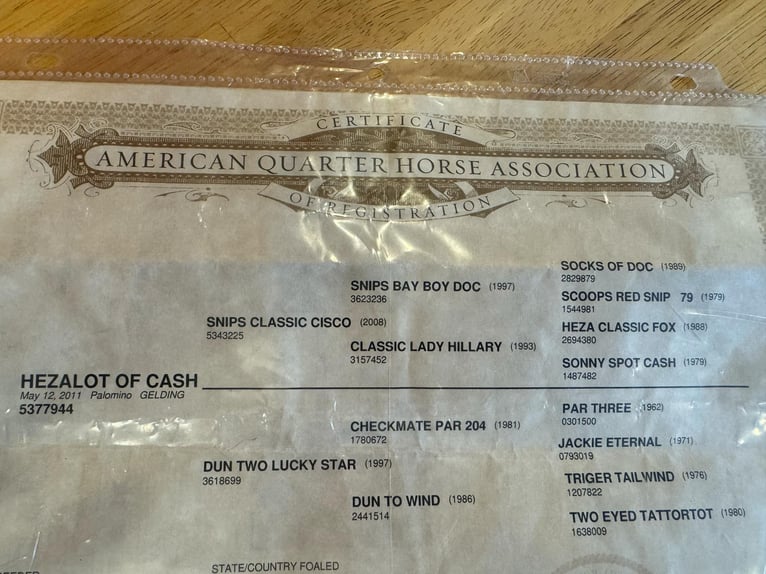 CERTIFICATE
AMERICAN QUARTER HORSE ASSOCIATION
OF REGISTRATION
SOCKS OF DOC (1989)
2829879
SNIPS BAY BOY DOC (1997)
3623236
SCOOPS RED SNIP 79 (1979)
1544981
SNIPS CLASSIC CISCO (2008)
5343225
HEZA CLASSIC FOX (1988)
2694380
CLASSIC LADY HILLARY (1993)
3157452
SONNY SPOT CASH (1979)
1487482
HEZALOT OF CASH
May 12, 2011 Palomino GELDING
5377944
PAR THREE (1962)
0301500
CHECKMATE PAR 204 (1981)
1780672
JACKIE ETERNAL (1971)
0793019
DUN TWO LUCKY STAR (1997)
3618699
TRIGER TAILWIND (1976)
1207822
DUN TO WIND (1986)
2441514
TWO EYED TATTORTOT (1980)
1638009
STATE/COUNTRY FOALED